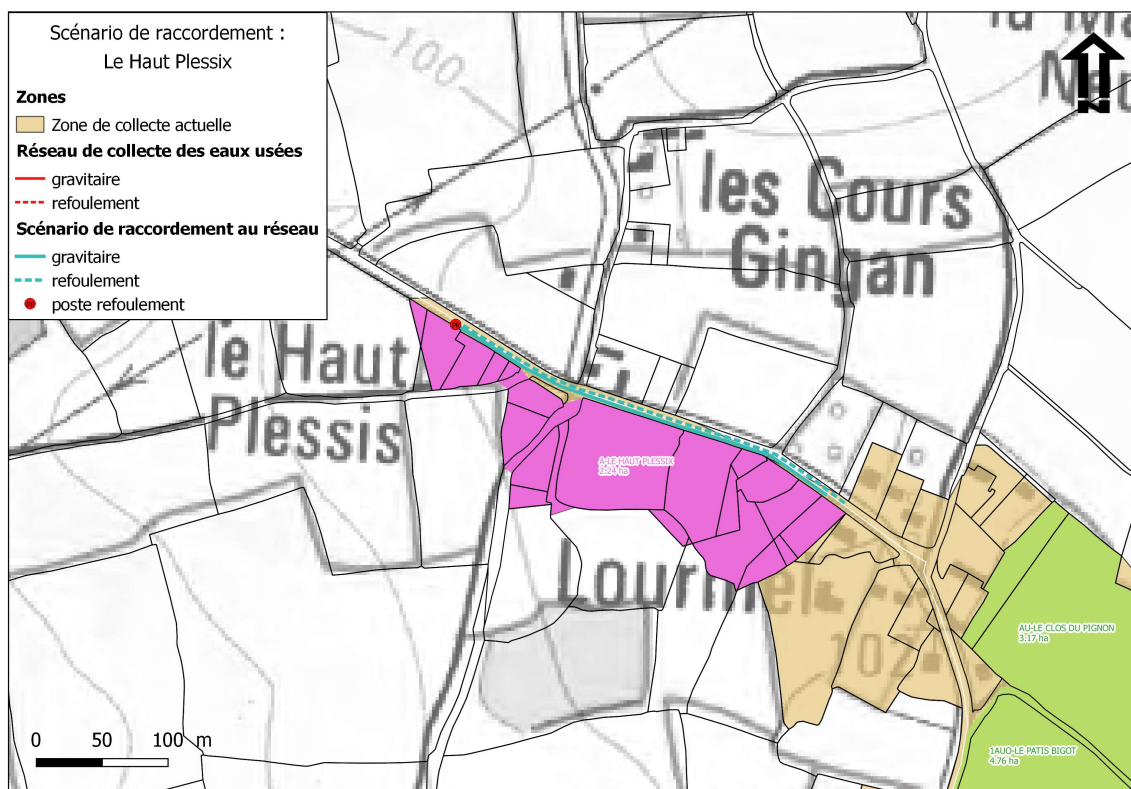 Scénario de raccordement :
Le Haut Plessix
Zones
Zone de collecte actuelle
Réseau de collecte des eaux usées
gravitaire
refoulement
Scénario de raccordement au réseau
gravitaire
refoulement
poste refoulement
100
N
les Cours
Gingan
le Haut
Plessis
A-LE HAUT PLESSIX
2.24 ha
Lourmel
102
AU-LE CLOS DU PIGNON
3.17 ha
1AUO-LE PATIS BIGOT
4.76 ha
0 50 100 m